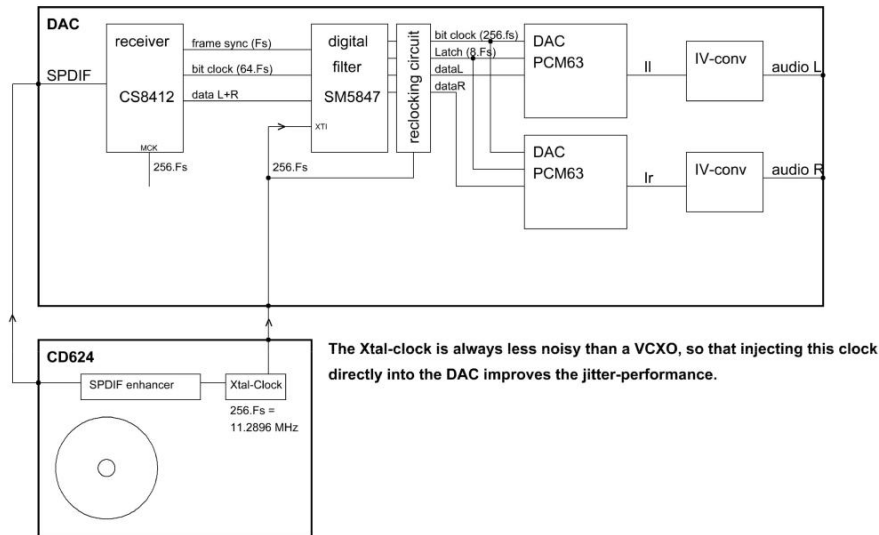 DAC
receiver
CS8412
MCK
256.Fs
SPDIF
frame sync (Fs)
bit clock (64.Fs)
data L+R
digital
filter
SM5847
XTI
256.Fs
reclocking circuit
bit clock (256.fs)
Latch (8.Fs)
dataL
dataR
DAC
PCM63
Il
IV-conv
audio L
DAC
PCM63
Ir
IV-conv
audio R
CD624
SPDIF enhancer
Xtal-Clock
256.Fs =
11.2896 MHz
The Xtal-clock is always less noisy than a VCXO, so that injecting this clock
directly into the DAC improves the jitter-performance.